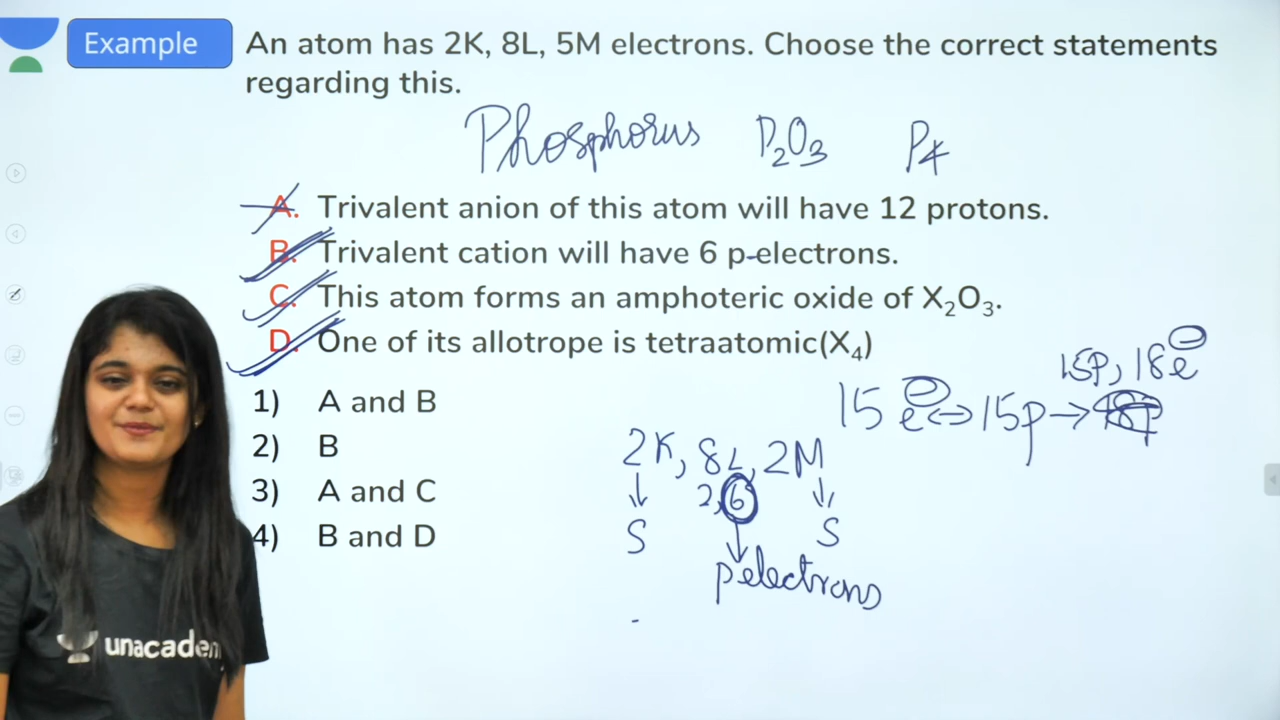 Example
An atom has 2K, 8L, 5M electrons. Choose the correct statements
regarding this.
Phosphorus P₂O₃ P₄
A. Trivalent anion of this atom will have 12 protons.
B. Trivalent cation will have 6 p-electrons.
C. This atom forms an amphoteric oxide of X₂O₃.
D. One of its allotrope is tetraatomic(X₄)
15P, 18e⊖
15 e⊖ ⇔ 15p →
1) A and B
2) B
3) A and C
4) B and D
2K, 8L, 2M
↓ 2,6 ↓
S ↓ S
p electrons
unacadem